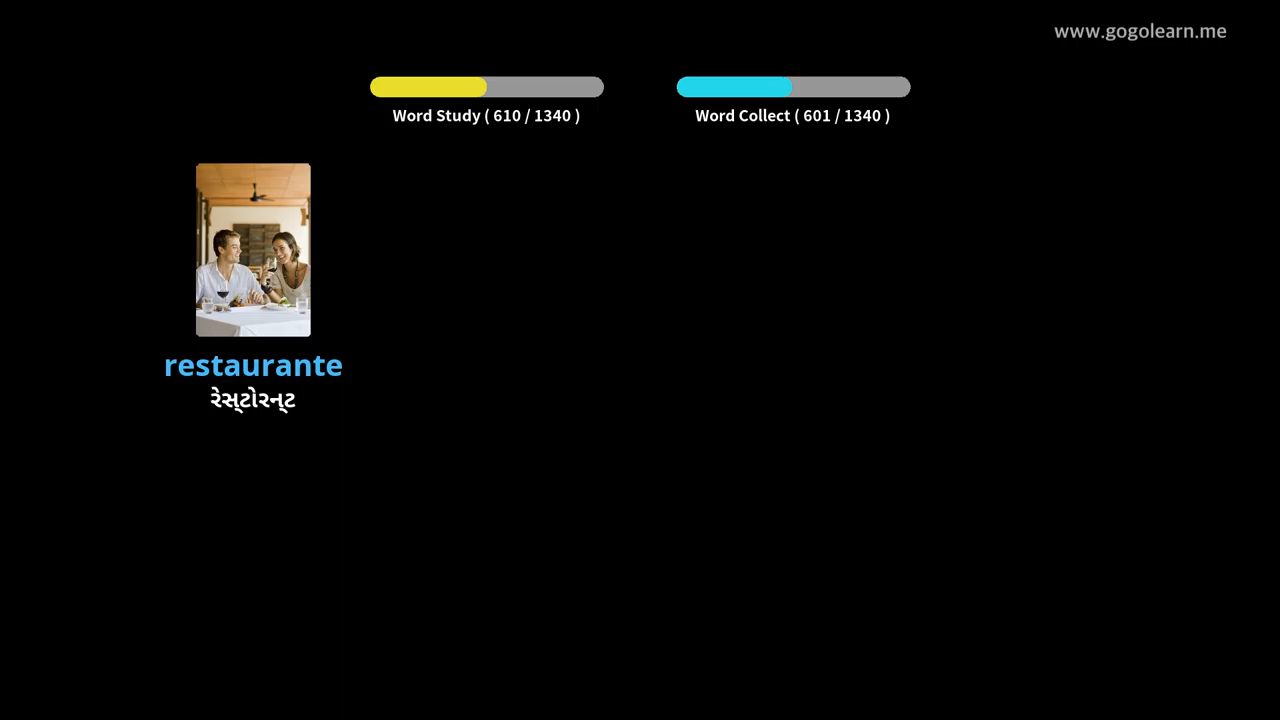 www.gogolearn.me
Word Study ( 610 / 1340 )
Word Collect ( 601 / 1340 )
restaurante
રેસ્ટોરન્ટ